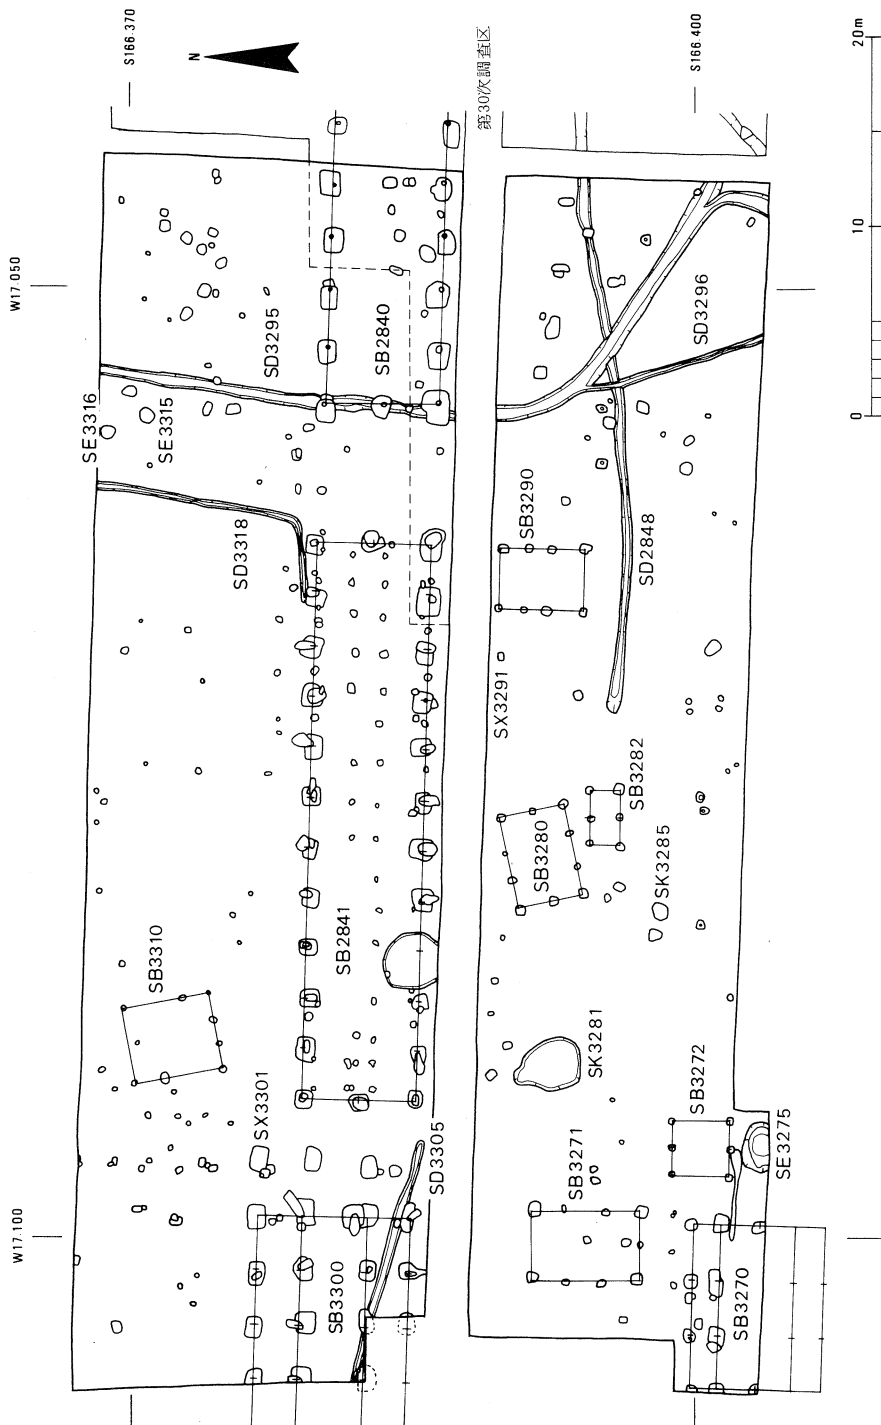 S166.370
N
第30次調査区
S166.400
20m
10
0
W17.050
W17.100
SE3316
SE3315
SD3295
SB2840
SD3296
SD3318
SB3290
SD2848
SX3291
SB3282
SB3280
SK3285
SB2841
SB3310
SK3281
SX3301
SB3272
SD3305
SB3271
SE3275
SB3300
SB3270